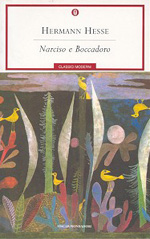 HERMANN HESSE
Narciso e Boccadoro
CLASSICI MODERNI